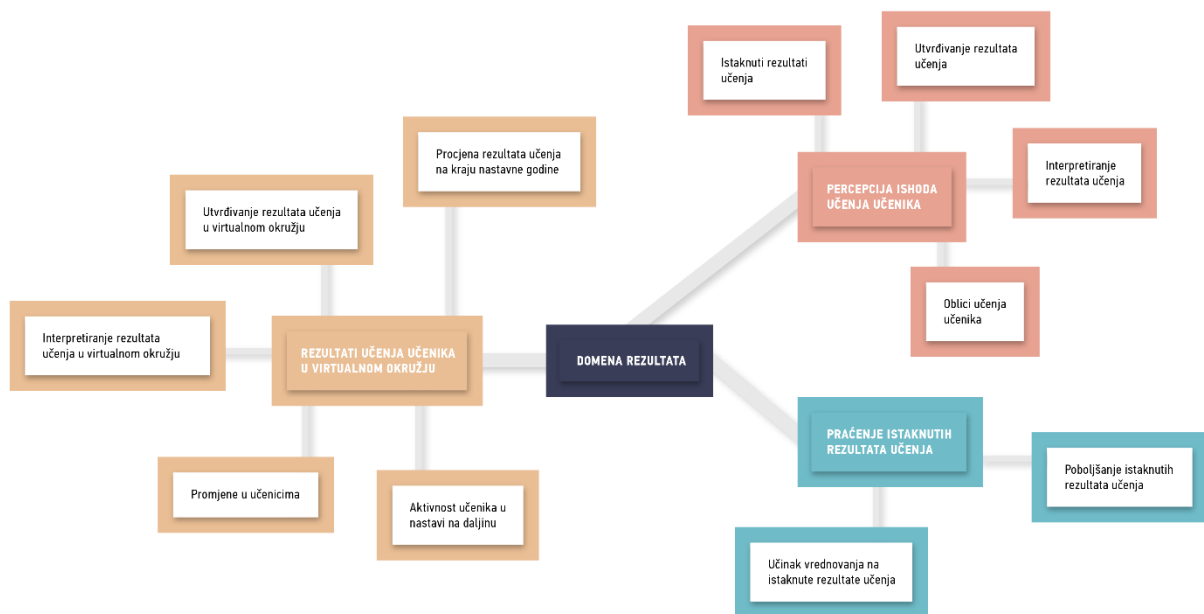 Istaknuti rezultati
učenja
Utvrđivanje rezultata
učenja
Procjena rezultata učenja
na kraju nastavne godine
Interpretiranje
rezultata učenja
PERCEPCIJA ISHODA
UČENJA UČENIKA
Utvrđivanje rezultata učenja
u virtualnom okružju
Oblici učenja
učenika
Interpretiranje rezultata
učenja u virtualnom okružju
REZULTATI UČENJA UČENIKA
U VIRTUALNOM OKRUŽJU
DOMENA REZULTATA
PRAĆENJE ISTAKNUTIH
REZULTATA UČENJA
Poboljšanje istaknutih
rezultata učenja
Promjene u učenicima
Aktivnost učenika u
nastavi na daljinu
Učinak vrednovanja na
istaknute rezultate učenja